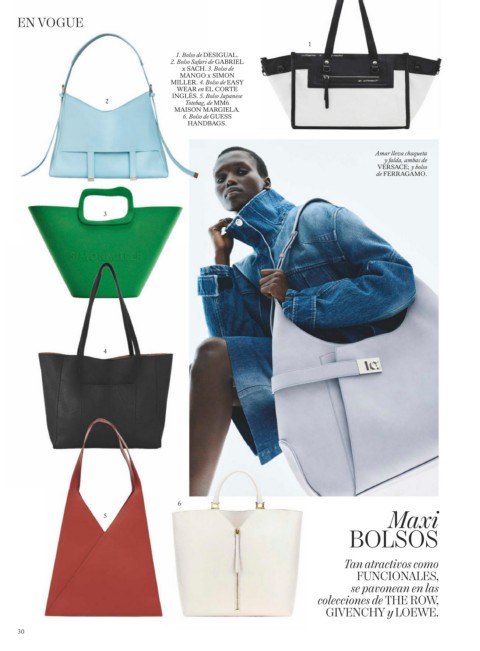 EN VOGUE
1
1. Bolso de DESIGUAL.
2. Bolso Safari de GABRIEL
x SACH. 3. Bolso de
MANGO x SIMON
MILLER. 4. Bolso de EASY
WEAR en EL CORTE
INGLÉS. 5. Bolso Japanese
Totebag, de MM6
MAISON MARGIELA.
6. Bolso de GUESS
HANDBAGS.
2
Amar lleva chaqueta
y falda, ambas de
VERSACE; y bolso
de FERRAGAMO.
3
4
5
6
Maxi
BOLSOS
Tan atractivos como
FUNCIONALES,
se pavonean en las
colecciones de THE ROW,
GIVENCHY y LOEWE.
30